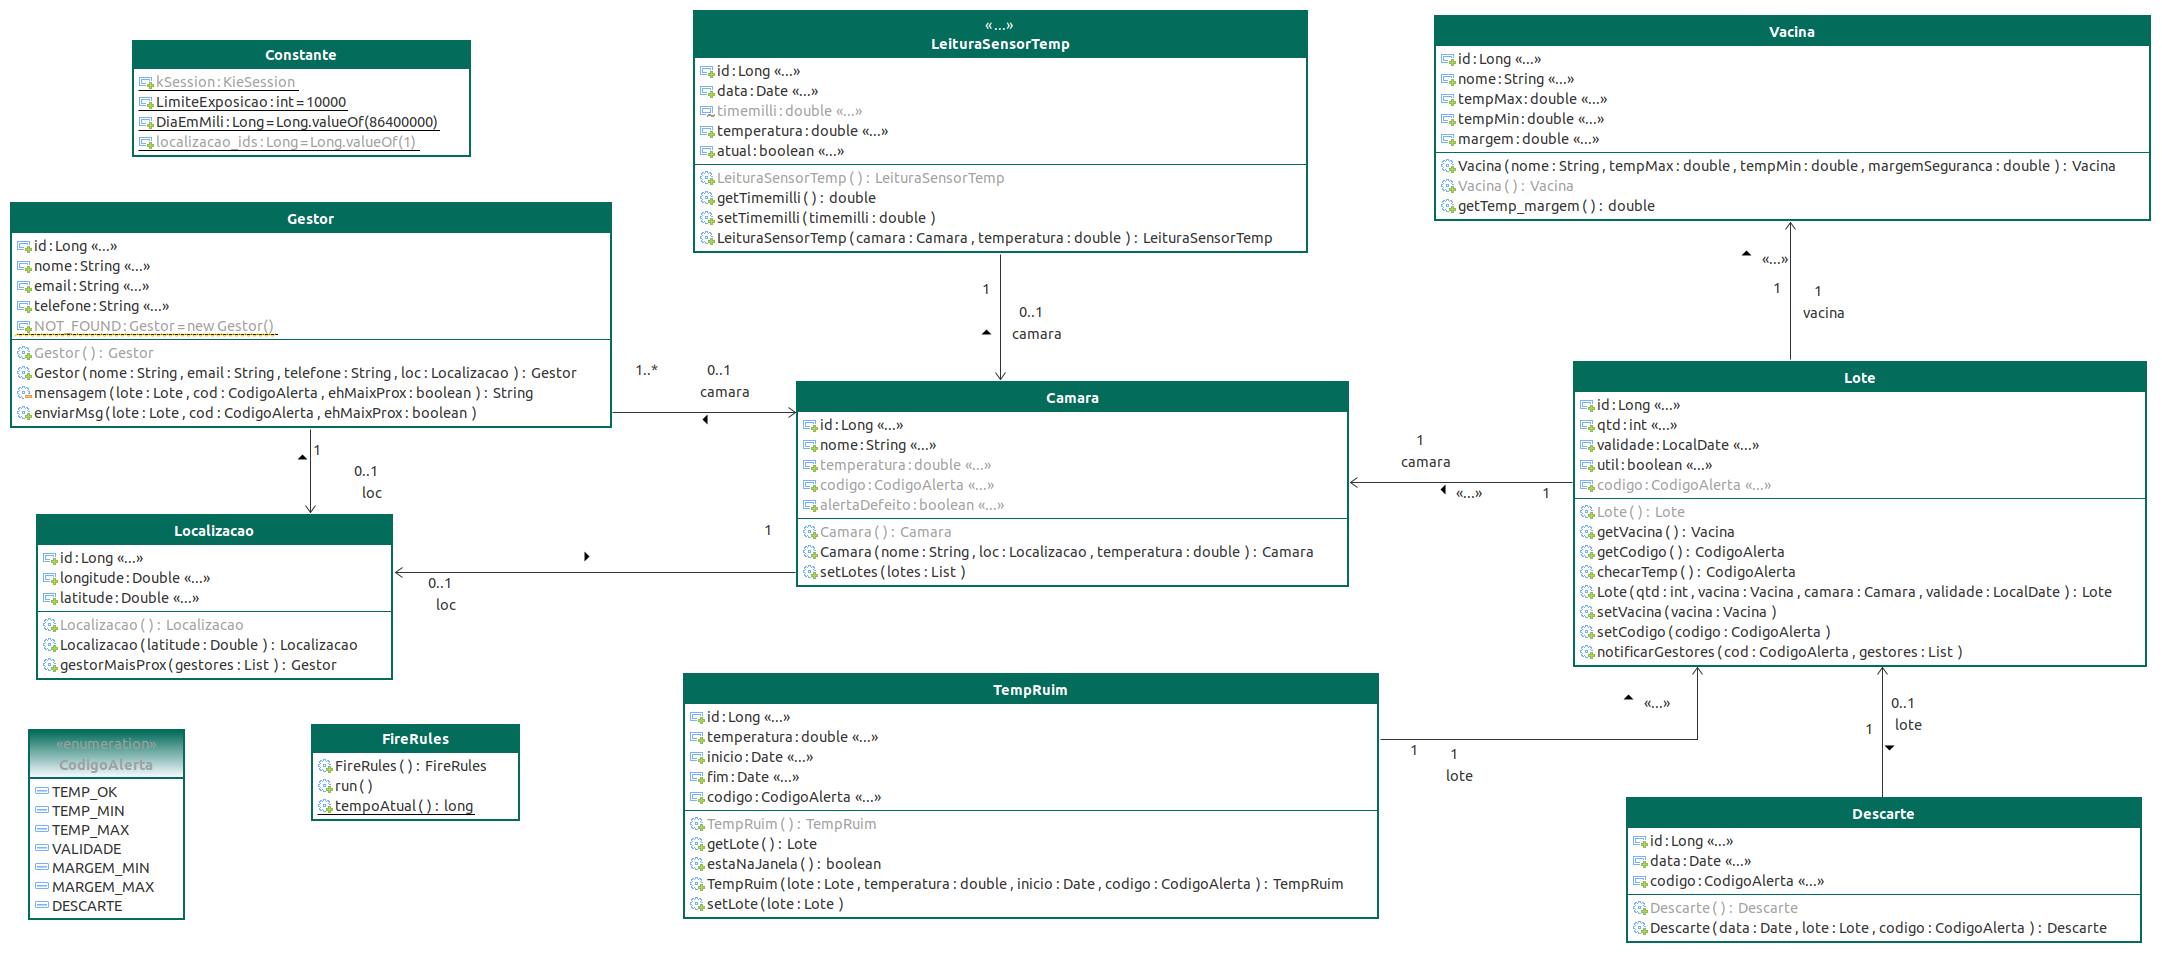 Constante
kSession:KieSession
LimiteExposicao:int=10000
DiaEmMili:Long=Long.valueOf(86400000)
localizacao_ids:Long=Long.valueOf(1)
«...»
LeituraSensorTemp
id:Long «...»
data:Date «...»
timemilli:double «...»
temperatura:double «...»
atual:boolean «...»
LeituraSensorTemp(): LeituraSensorTemp
getTimemilli(): double
setTimemilli(timemilli:double)
LeituraSensorTemp(camara:Camara,temperatura:double): LeituraSensorTemp
Vacina
id:Long «...»
nome:String «...»
tempMax:double «...»
tempMin:double «...»
margem:double «...»
Vacina(nome:String,tempMax:double,tempMin:double,margemSeguranca:double): Vacina
Vacina(): Vacina
getTemp_margem(): double
Gestor
id:Long «...»
nome:String «...»
email:String «...»
telefone:String «...»
NOT_FOUND:Gestor=new Gestor()
Gestor(): Gestor
Gestor(nome:String,email:String,telefone:String,loc:Localizacao): Gestor
mensagem(lote:Lote,cod:CodigoAlerta,ehMaixProx:boolean): String
enviarMsg(lote:Lote,cod:CodigoAlerta,ehMaixProx:boolean)
1
0..1
camara
«...»
1
1
vacina
1..*
0..1
camara
Camara
id:Long «...»
nome:String «...»
temperatura:double «...»
codigo:CodigoAlerta «...»
alertaDefeito:boolean «...»
Camara(): Camara
Camara(nome:String,loc:Localizacao,temperatura:double): Camara
setLotes(lotes:List)
1
camara
«...»
1
Lote
id:Long «...»
qtd:int «...»
validade:LocalDate «...»
util:boolean «...»
codigo:CodigoAlerta «...»
Lote(): Lote
getVacina(): Vacina
getCodigo(): CodigoAlerta
checarTemp(): CodigoAlerta
Lote(qtd:int,vacina:Vacina,camara:Camara,validade:LocalDate): Lote
setVacina(vacina:Vacina)
setCodigo(codigo:CodigoAlerta)
notificarGestores(cod:CodigoAlerta,gestores:List)
1
0..1
loc
1
0..1
loc
Localizacao
id:Long «...»
longitude:Double «...»
latitude:Double «...»
Localizacao(): Localizacao
Localizacao(latitude:Double): Localizacao
gestorMaisProx(gestores:List): Gestor
«enumeration»
CodigoAlerta
TEMP_OK
TEMP_MIN
TEMP_MAX
VALIDADE
MARGEM_MIN
MARGEM_MAX
DESCARTE
FireRules
FireRules(): FireRules
run()
tempoAtual(): long
TempRuim
id:Long «...»
temperatura:double «...»
inicio:Date «...»
fim:Date «...»
codigo:CodigoAlerta «...»
TempRuim(): TempRuim
getLote(): Lote
estaNaJanela(): boolean
TempRuim(lote:Lote,temperatura:double,inicio:Date,codigo:CodigoAlerta): TempRuim
setLote(lote:Lote)
«...»
1
1
lote
0..1
lote
1
Descarte
id:Long «...»
data:Date «...»
codigo:CodigoAlerta «...»
Descarte(): Descarte
Descarte(data:Date,lote:Lote,codigo:CodigoAlerta): Descarte